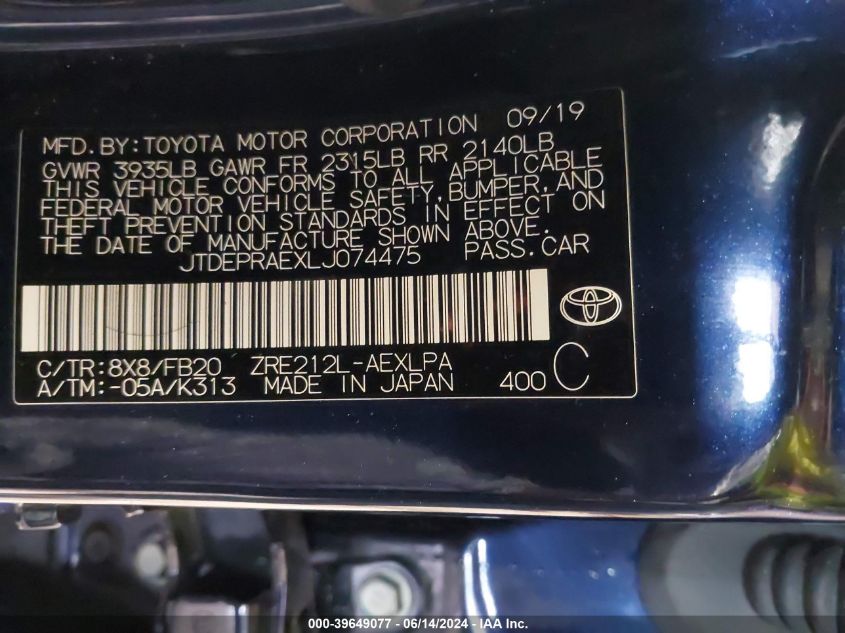 MFD.BY:TOYOTA MOTOR CORPORATION 09/19
GVWR 3935LB GAWR FR 2315LB RR 2140LB
THIS VEHICLE CONFORMS TO ALL APPLICABLE
FEDERAL MOTOR VEHICLE SAFETY,BUMPER,AND
THEFT PREVENTION STANDARDS IN EFFECT ON
THE DATE OF MANUFACTURE SHOWN ABOVE.
JTDEPRAEXLJ074475 PASS.CAR
C/TR:8X8/FB20 ZRE212L-AEXLPA
A/TM:-05A/K313 MADE IN JAPAN 400 C
000-39649077 - 06/14/2024 - IAA Inc.